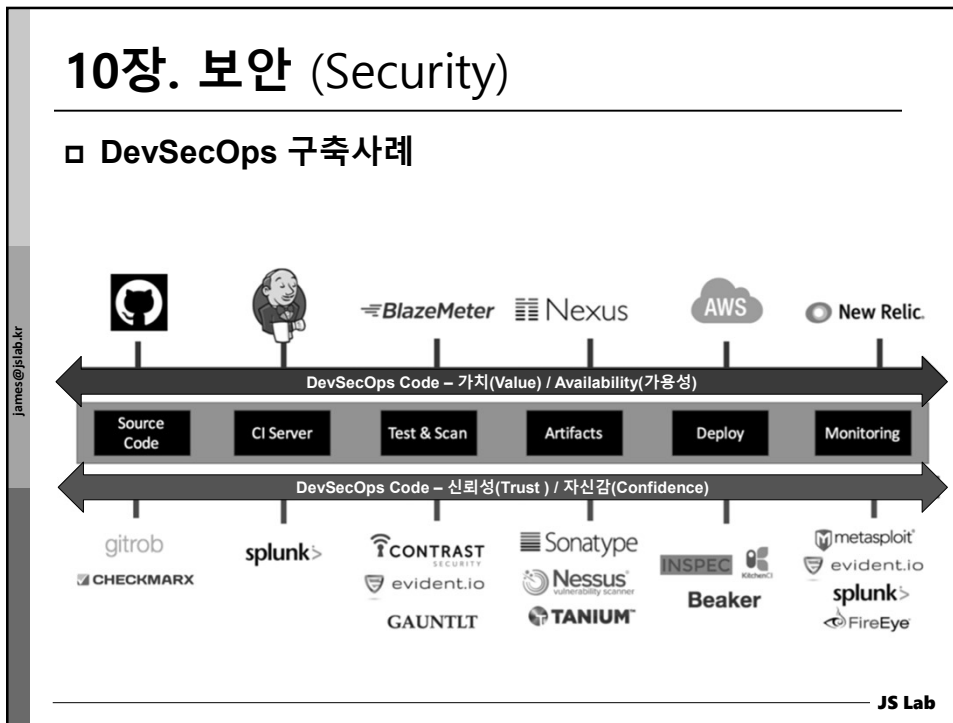 10장. 보안 (Security)
DevSecOps 구축사례
james@jslab.kr
BlazeMeter
Nexus
AWS
New Relic.
DevSecOps Code – 가치(Value) / Availability(가용성)
Source
Code
CI Server
Test & Scan
Artifacts
Deploy
Monitoring
DevSecOps Code – 신뢰성(Trust ) / 자신감(Confidence)
gitrob
CHECKMARX
splunk>
CONTRAST
SECURITY
evident.io
GAUNTLT
Sonatype
Nessus
vulnerability scanner
TANIUM™
INSPEC
KitchenCI
Beaker
metasploit
evident.io
splunk>
FireEye
JS Lab